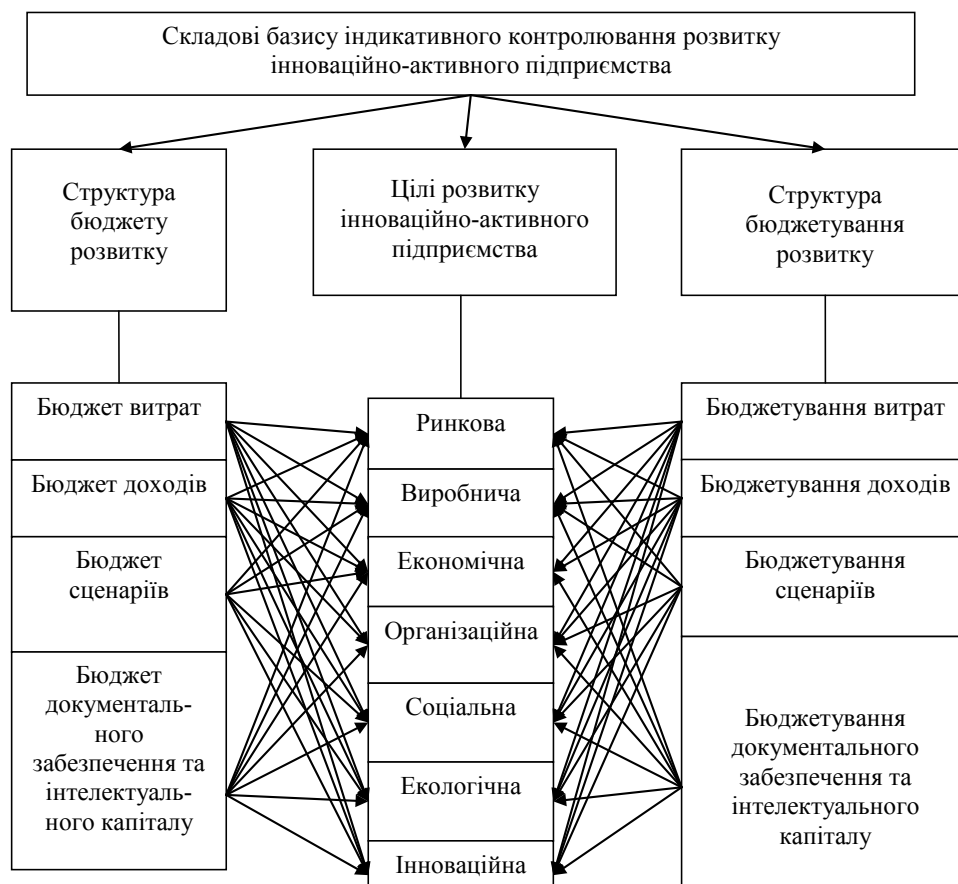 Складові базису індикативного контролювання розвитку
інноваційно-активного підприємства
Структура
бюджету
розвитку
Цілі розвитку
інноваційно-активного
підприємства
Структура
бюджетування
розвитку
Бюджет витрат
Бюджет доходів
Бюджет
сценаріїв
Бюджет
документаль-
ного
забезпечення та
інтелектуаль-
ного капіталу
Ринкова
Виробнича
Економічна
Організаційна
Соціальна
Екологічна
Інноваційна
Бюджетування витрат
Бюджетування доходів
Бюджетування
сценаріїв
Бюджетування
документального
забезпечення та
інтелектуального
капіталу